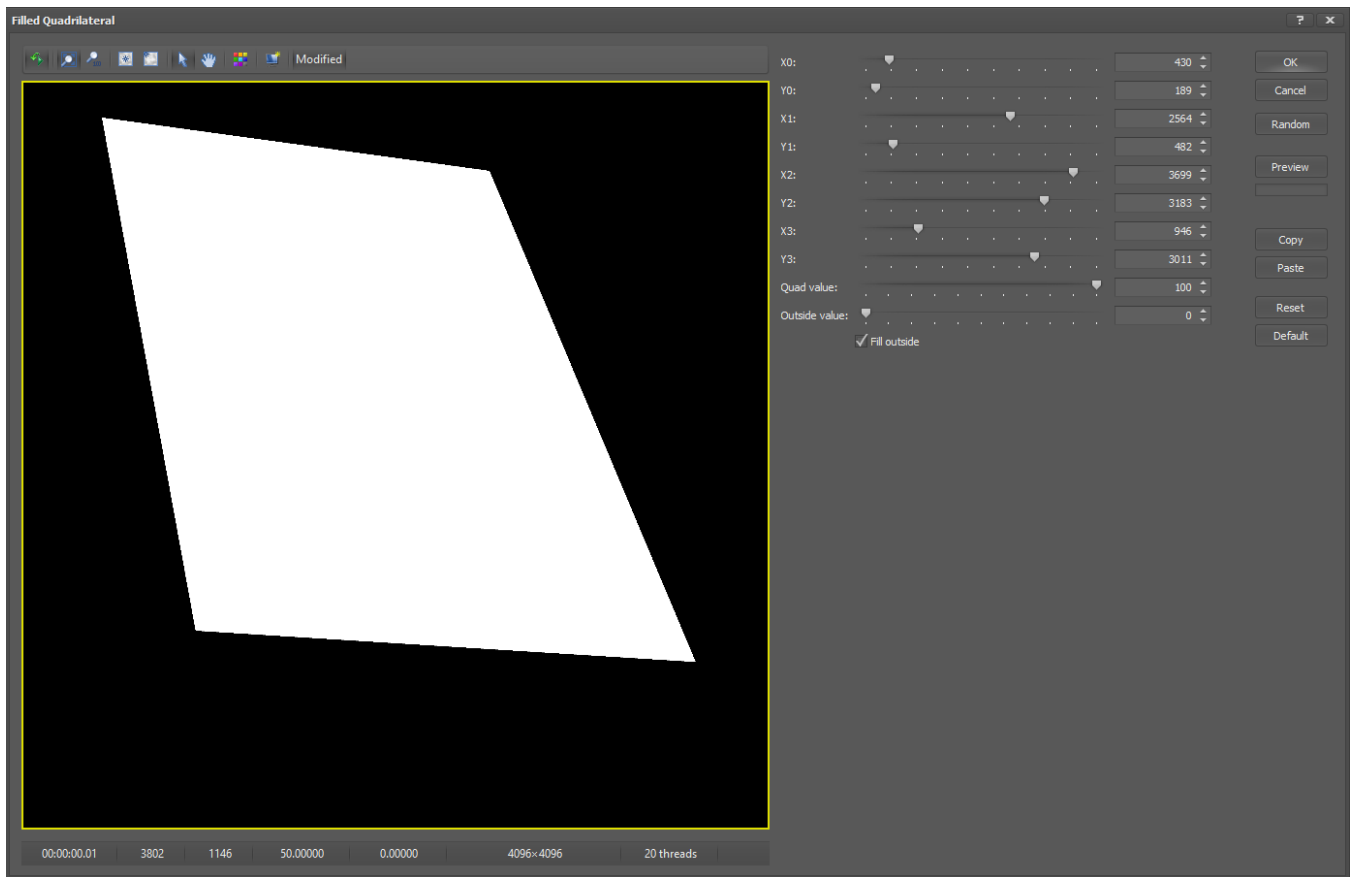 Filled Quadrilateral
Modified
X0: 430 OK
Y0: 189 Cancel
X1: 2564 Random
Y1: 482
X2: 3699 Preview
Y2: 3183
X3: 946 Copy
Y3: 3011 Paste
Quad value: 100
Outside value: 0 Reset
Fill outside Default
00:00:00.01 3802 1146 50.00000 0.00000 4096×4096 20 threads